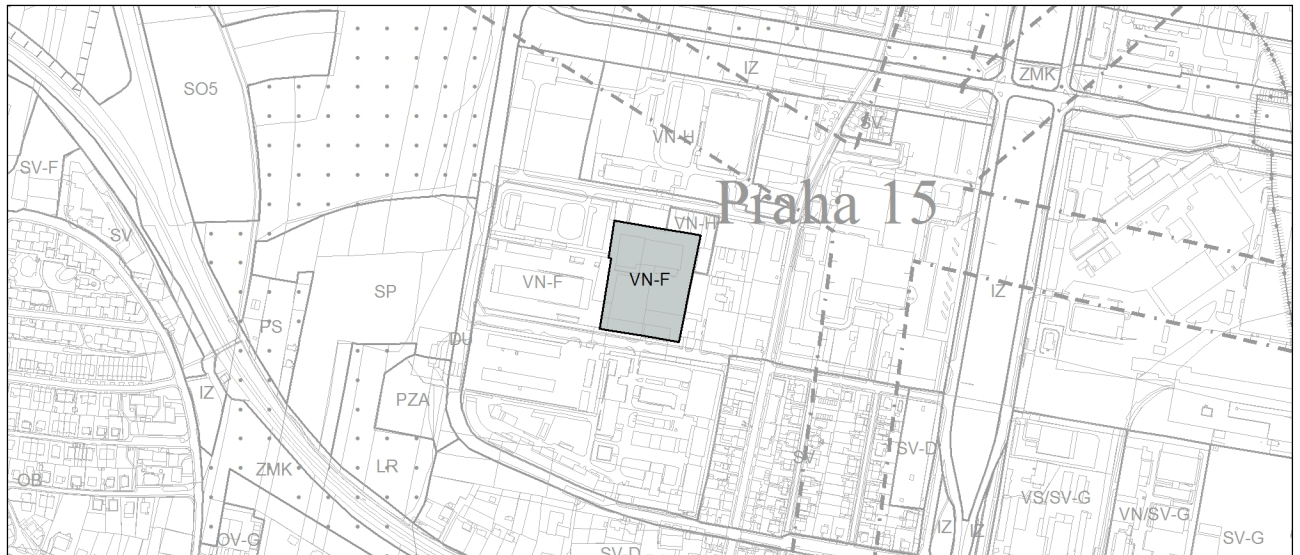 IZ
ZMK
SO5
SV
VN-H
SV-F
Praha 15
VN-H
SV
VN-F
VN-F
SP
IZ
PS
DU
IZ
PZA
SV-D
SV
ZMK
LR
OB
VS/SV-G
VN/SV-G
IZ
IZ
OV-G
SV-G
SV-D